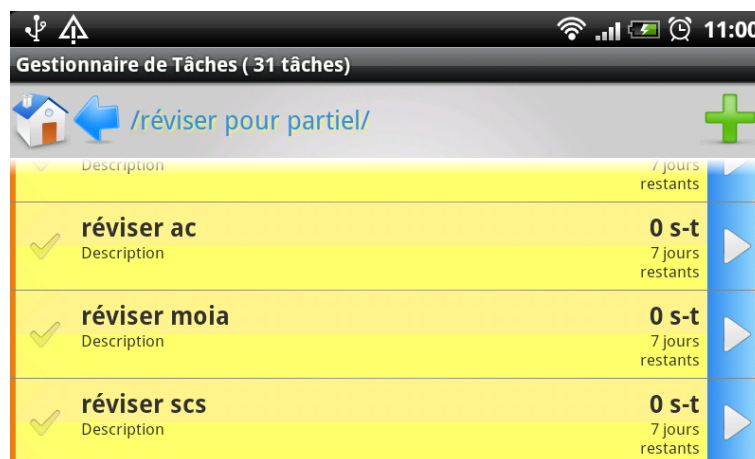 11:00
Gestionnaire de Tâches ( 31 tâches)
/réviser pour partiel/
Description
7 jours
restants
réviser ac
0 s-t
Description
7 jours
restants
réviser moia
0 s-t
Description
7 jours
restants
réviser scs
0 s-t
Description
7 jours
restants